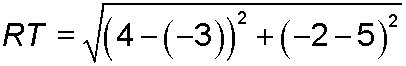 RT = √((4 − (−3))² + (−2 − 5)²)